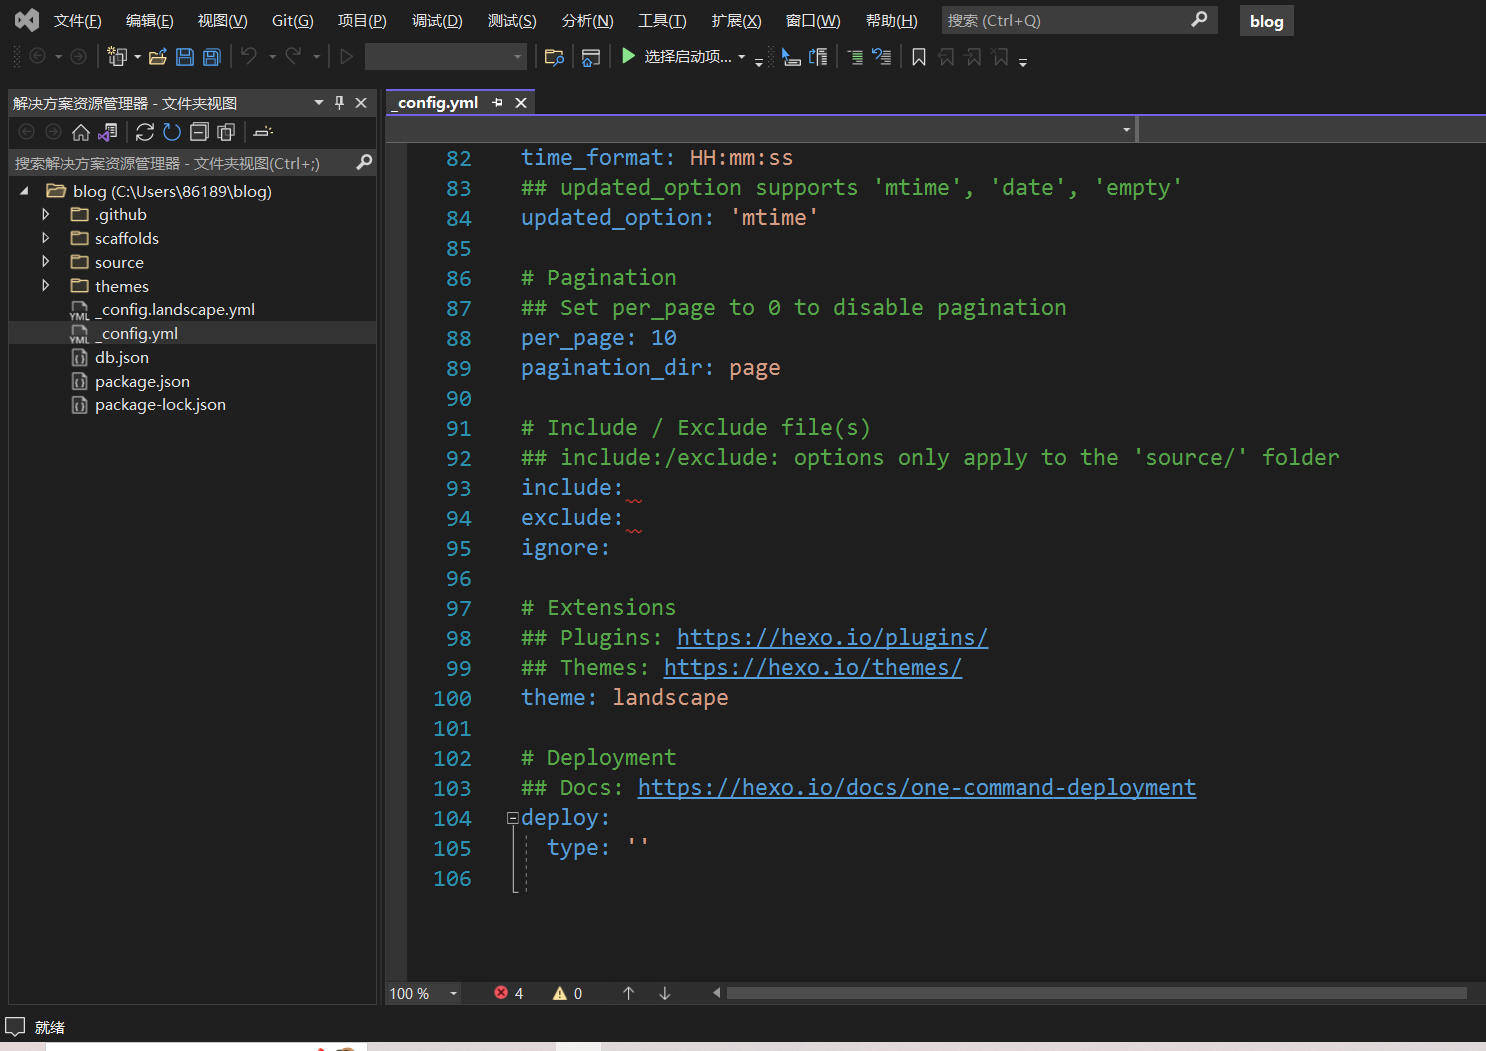 文件(F) 编辑(E) 视图(V) Git(G) 项目(P) 调试(D) 测试(S) 分析(N) 工具(T) 扩展(X) 窗口(W) 帮助(H) 搜索 (Ctrl+Q) blog
选择启动项...
解决方案资源管理器 - 文件夹视图
搜索解决方案资源管理器 - 文件夹视图(Ctrl+;)
blog (C:\Users\86189\blog)
.github
scaffolds
source
themes
YML _config.landscape.yml
YML _config.yml
db.json
package.json
package-lock.json
_config.yml
82 time_format: HH:mm:ss
83 ## updated_option supports 'mtime', 'date', 'empty'
84 updated_option: 'mtime'
85
86 # Pagination
87 ## Set per_page to 0 to disable pagination
88 per_page: 10
89 pagination_dir: page
90
91 # Include / Exclude file(s)
92 ## include:/exclude: options only apply to the 'source/' folder
93 include:
94 exclude:
95 ignore:
96
97 # Extensions
98 ## Plugins: https://hexo.io/plugins/
99 ## Themes: https://hexo.io/themes/
100 theme: landscape
101
102 # Deployment
103 ## Docs: https://hexo.io/docs/one-command-deployment
104 deploy:
105 type: ''
106
100 % 4 0
就绪